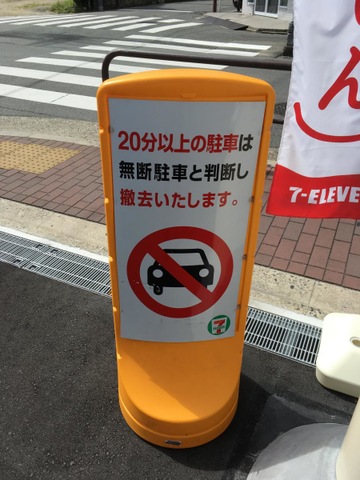 20分以上の駐車は
無断駐車と判断し
撤去いたします。
ん
7-ELEVE